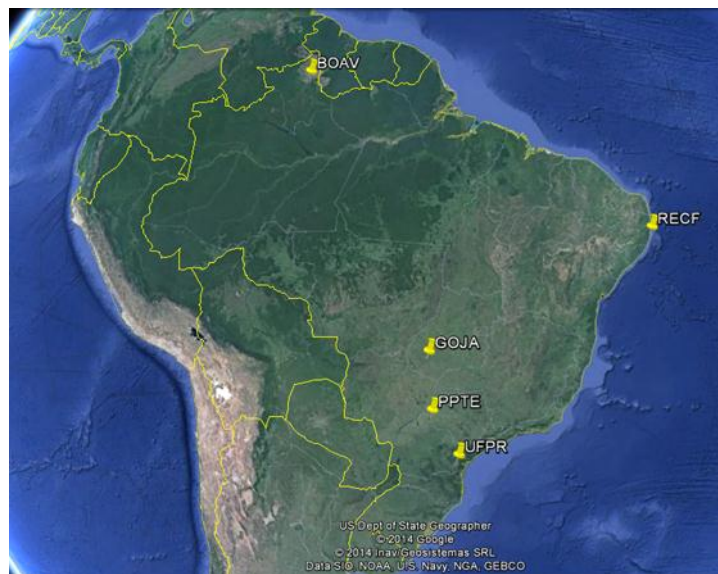 BOAV
RECF
GOJA
PPTE
UFPR
US Dept of State Geographer
© 2014 Google
© 2014 Inav/Geosistemas SRL
Data SIO, NOAA, U.S. Navy, NGA, GEBCO